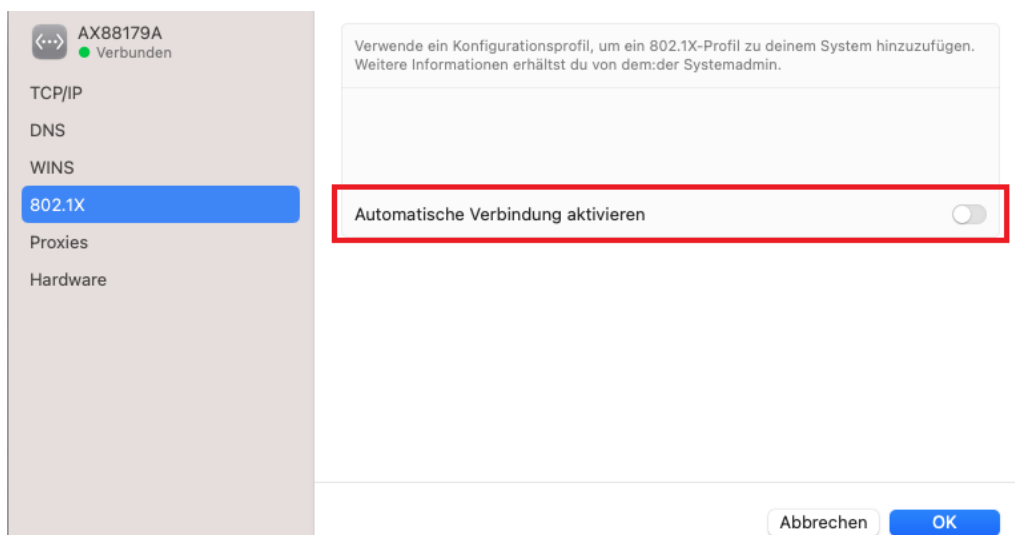 AX88179A
Verbunden
TCP/IP
DNS
WINS
802.1X
Proxies
Hardware
Verwende ein Konfigurationsprofil, um ein 802.1X-Profil zu deinem System hinzuzufügen.
Weitere Informationen erhältst du von dem:der Systemadmin.
Automatische Verbindung aktivieren
Abbrechen
OK